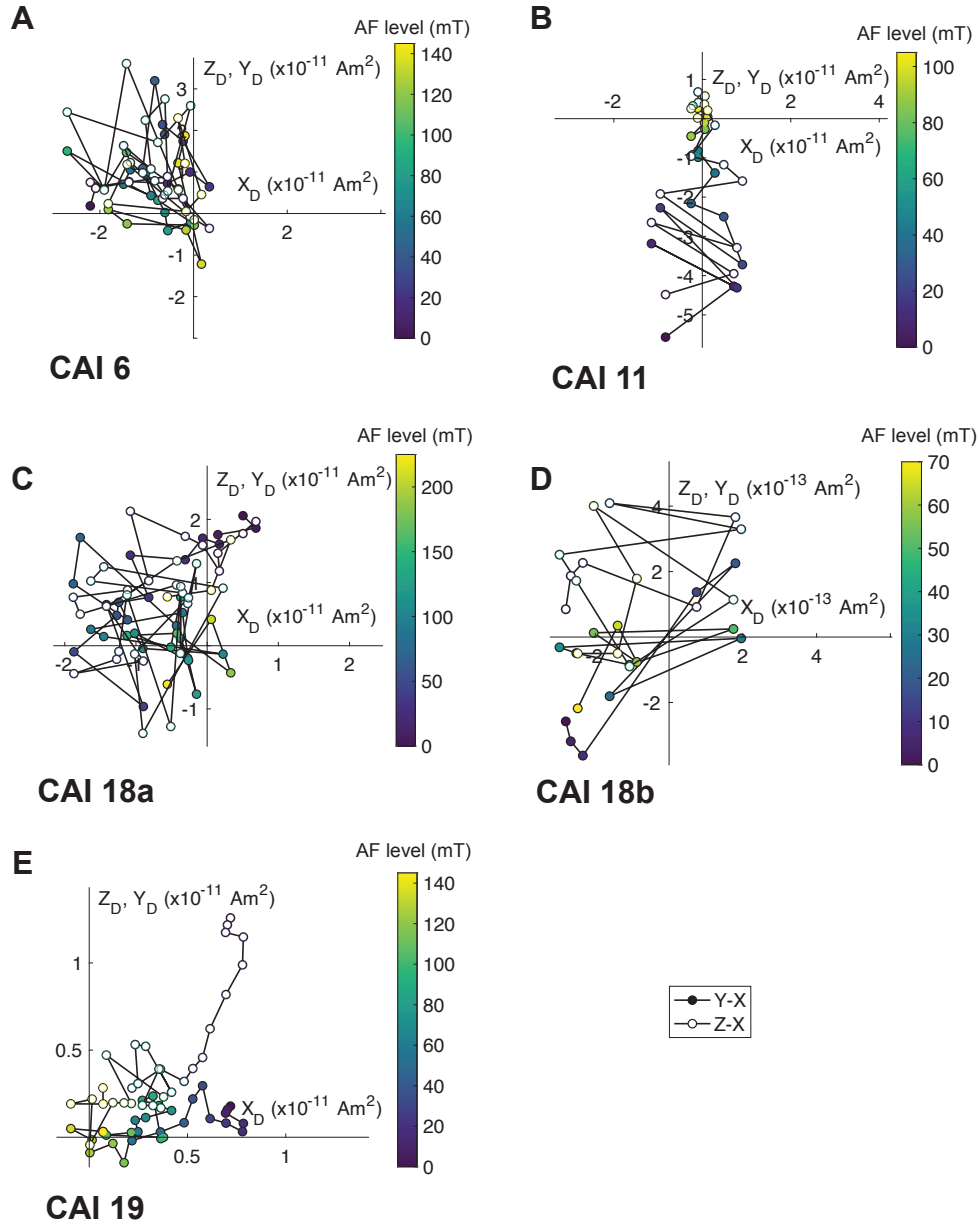 A
AF level (mT)
Z_D, Y_D (x10^-11 Am^2)
3
X_D (x10^-11 Am^2)
-2
2
-1
-2
140
120
100
80
60
40
20
0
CAI 6
B
AF level (mT)
1
Z_D, Y_D (x10^-11 Am^2)
-2
2
4
X_D (x10^-11 Am^2)
-1
-2
-3
-4
-5
100
80
60
40
20
0
CAI 11
C
AF level (mT)
Z_D, Y_D (x10^-11 Am^2)
2
1
X_D (x10^-11 Am^2)
-2
-1
1
2
-1
200
150
100
50
0
CAI 18a
D
AF level (mT)
Z_D, Y_D (x10^-13 Am^2)
4
2
X_D (x10^-13 Am^2)
-2
2
4
-2
70
60
50
40
30
20
10
0
CAI 18b
E
AF level (mT)
Z_D, Y_D (x10^-11 Am^2)
1
0.5
X_D (x10^-11 Am^2)
0.5
1
140
120
100
80
60
40
20
0
CAI 19
Y-X
Z-X